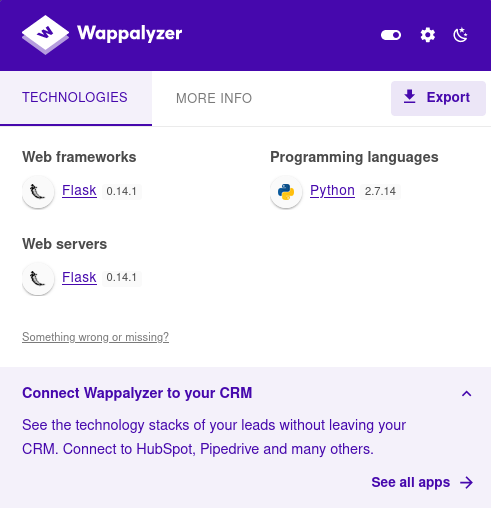 Wappalyzer
TECHNOLOGIES
MORE INFO
Export
Web frameworks
Flask 0.14.1
Programming languages
Python 2.7.14
Web servers
Flask 0.14.1
Something wrong or missing?
Connect Wappalyzer to your CRM
See the technology stacks of your leads without leaving your
CRM. Connect to HubSpot, Pipedrive and many others.
See all apps